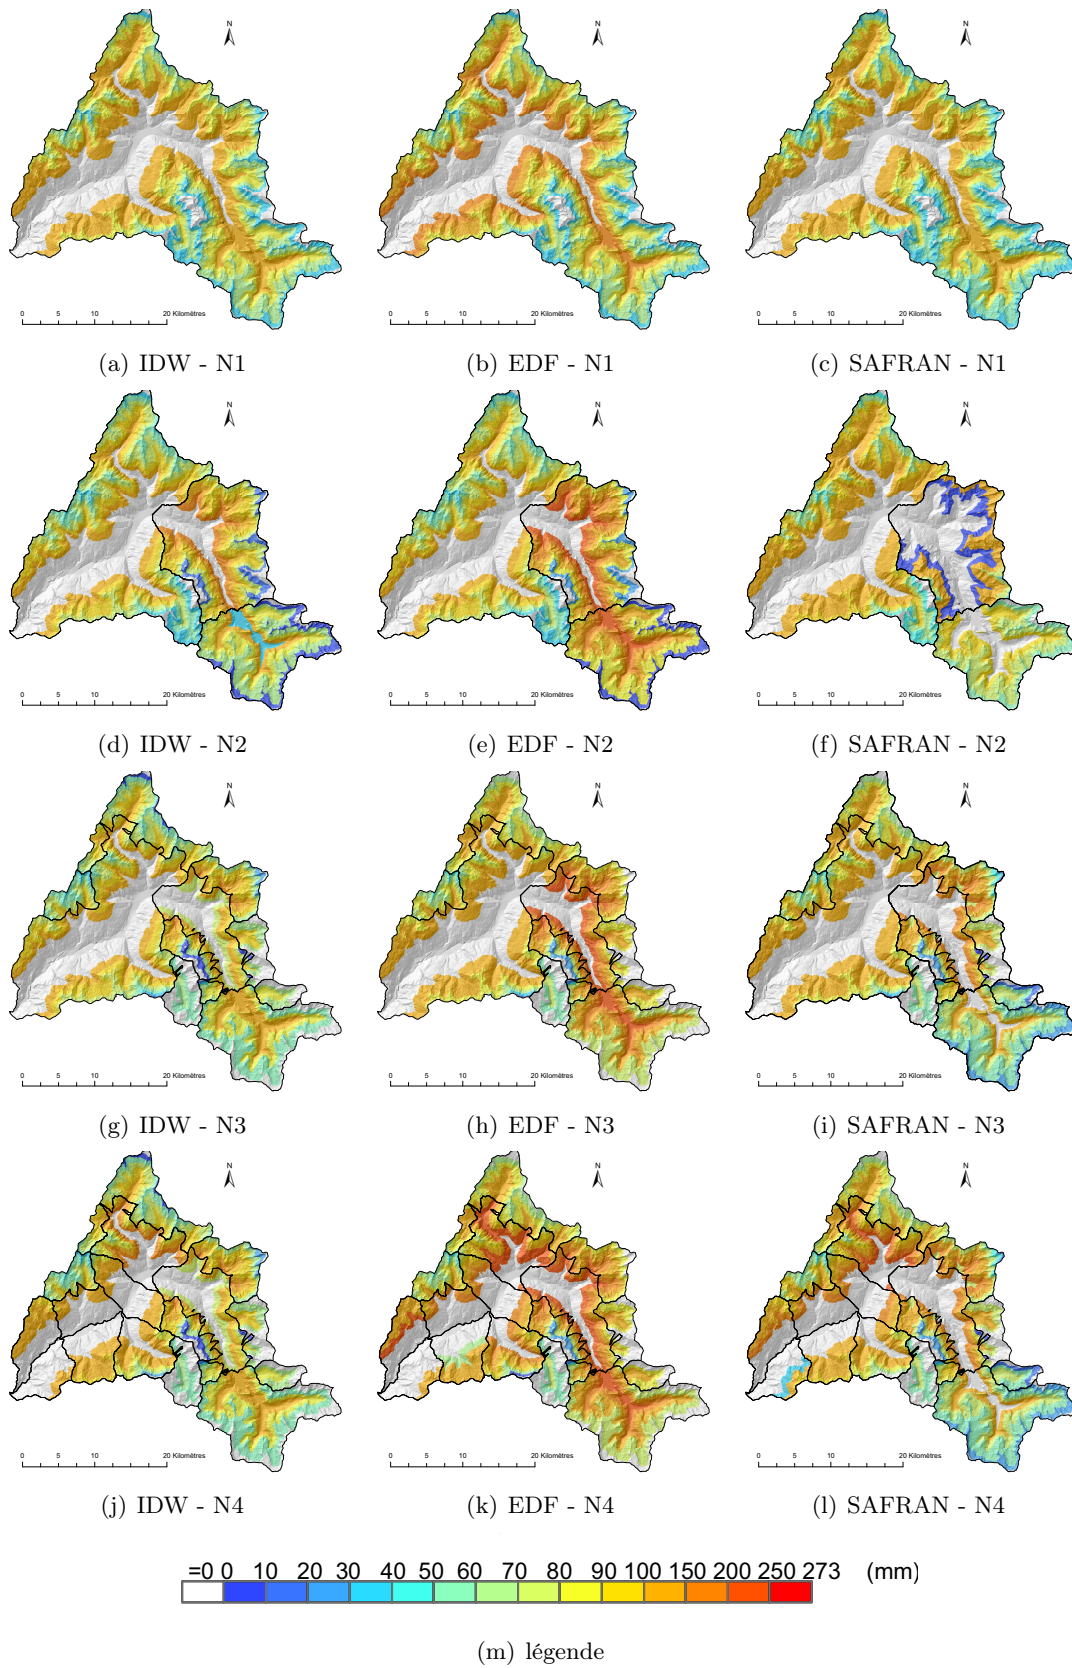 N N N
0 5 10 20 Kilomètres 0 5 10 20 Kilomètres 0 5 10 20 Kilomètres
(a) IDW - N1 (b) EDF - N1 (c) SAFRAN - N1
N N N
0 5 10 20 Kilomètres 0 5 10 20 Kilomètres 0 5 10 20 Kilomètres
(d) IDW - N2 (e) EDF - N2 (f) SAFRAN - N2
N N N
0 5 10 20 Kilomètres 0 5 10 20 Kilomètres 0 5 10 20 Kilomètres
(g) IDW - N3 (h) EDF - N3 (i) SAFRAN - N3
N N N
0 5 10 20 Kilomètres 0 5 10 20 Kilomètres 0 5 10 20 Kilomètres
(j) IDW - N4 (k) EDF - N4 (l) SAFRAN - N4
=0 0 10 20 30 40 50 60 70 80 90 100 150 200 250 273 (mm)
(m) légende